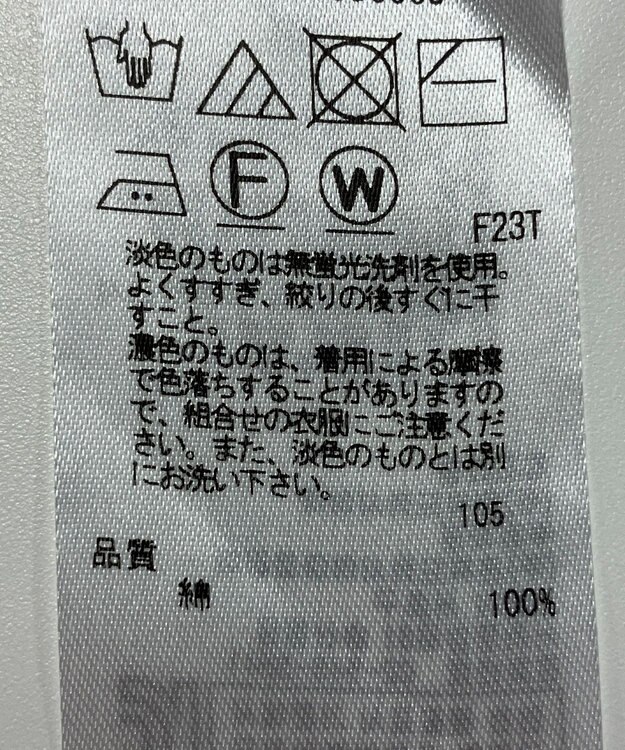 F
W
F23T
淡色のものは無蛍光洗剤を使用。
よくすすぎ、絞りの後すぐに干
すこと。
濃色のものは、着用による摩擦
で色落ちすることがありますの
で、組合せの衣服にご注意くだ
さい。また、淡色のものとは別
にお洗い下さい。
105
品質
綿 100%